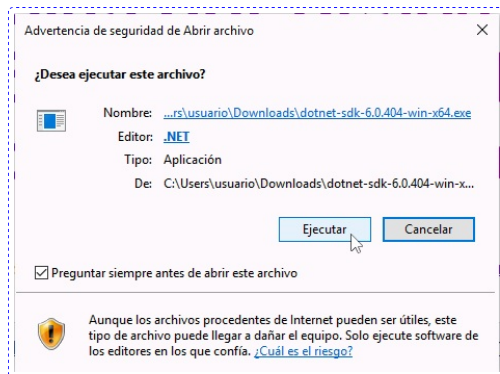 Advertencia de seguridad de Abrir archivo
¿Desea ejecutar este archivo?
Nombre: ...rs\usuario\Downloads\dotnet-sdk-6.0.404-win-x64.exe
Editor: .NET
Tipo: Aplicación
De: C:\Users\usuario\Downloads\dotnet-sdk-6.0.404-win-x...
Ejecutar Cancelar
Preguntar siempre antes de abrir este archivo
Aunque los archivos procedentes de Internet pueden ser útiles, este
tipo de archivo puede llegar a dañar el equipo. Solo ejecute software de
los editores en los que confía. ¿Cuál es el riesgo?